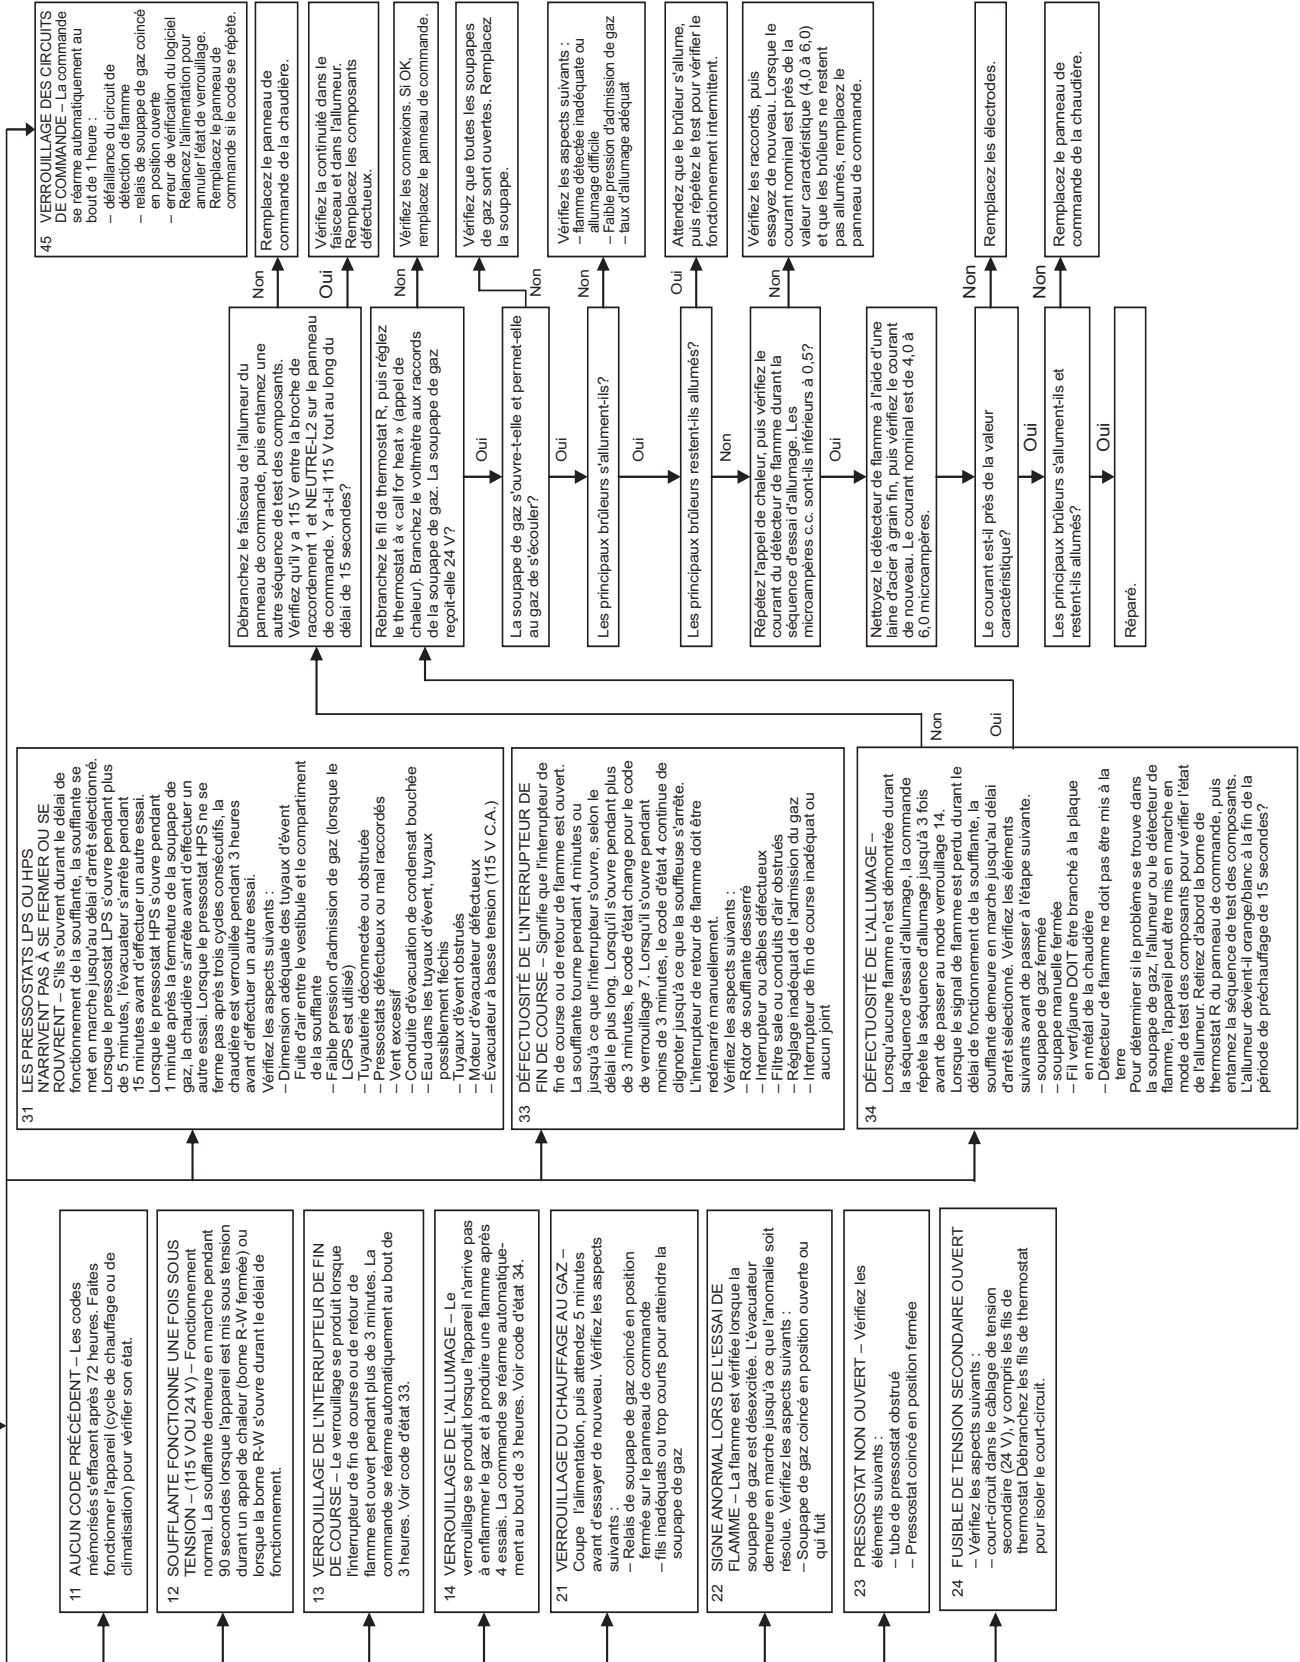 11 AUCUN CODE PRÉCÉDENT – Les codes
mémorisés s'effacent après 72 heures. Faites
fonctionner l'appareil (cycle de chauffage ou de
climatisation) pour vérifier son état.
12 SOUFFLANTE FONCTIONNE UNE FOIS SOUS
TENSION – (115 V OU 24 V) – Fonctionnement
normal. La soufflante demeure en marche pendant
90 secondes lorsque l'appareil est mis sous tension
durant un appel de chaleur (borne R-W fermée) ou
lorsque la borne R-W s'ouvre durant le délai de
fonctionnement.
13 VERROUILLAGE DE L'INTERRUPTEUR DE FIN
DE COURSE – Le verrouillage se produit lorsque
l'interrupteur de fin de course ou de retour de
flamme est ouvert pendant plus de 3 minutes. La
commande se réarme automatiquement au bout de
3 heures. Voir code d'état 33.
14 VERROUILLAGE DE L'ALLUMAGE – Le
verrouillage se produit lorsque l'appareil n'arrive pas
à enflammer le gaz et à produire une flamme après
4 essais. La commande se réarme automatique-
ment au bout de 3 heures. Voir code d'état 34.
21 VERROUILLAGE DU CHAUFFAGE AU GAZ –
Coupe l'alimentation, puis attendez 5 minutes
avant d'essayer de nouveau. Vérifiez les aspects
suivants :
– Relais de soupape de gaz coincé en position
fermée sur le panneau de commande
– fils inadéquats ou trop courts pour atteindre la
soupape de gaz
22 SIGNE ANORMAL LORS DE L'ESSAI DE
FLAMME – La flamme est vérifiée lorsque la
soupape de gaz est désexcitée. L'évacuateur
demeure en marche jusqu'à ce que l'anomalie soit
résolue. Vérifiez les aspects suivants :
– Soupape de gaz coincé en position ouverte ou
qui fuit
23 PRESSOSTAT NON OUVERT – Vérifiez les
éléments suivants :
– tube de pressostat obstrué
– Pressostat coincé en position fermée
24 FUSIBLE DE TENSION SECONDAIRE OUVERT
– Vérifiez les aspects suivants :
– court-circuit dans le câblage de tension
secondaire (24 V), y compris les fils de
thermostat Débranchez les fils de thermostat
pour isoler le court-circuit.
31 LES PRESSOSTATS LPS OU HPS
N'ARRIVENT PAS À SE FERMER OU SE
ROUVRENT – S'ils s'ouvrent durant le délai de
fonctionnement de la soufflante, la soufflante se
met en marche jusqu'au délai d'arrêt sélectionné.
Lorsque le pressostat LPS s'ouvre pendant plus
de 5 minutes, l'évacuateur s'arrête pendant
15 minutes avant d'effectuer un autre essai.
Lorsque le pressostat HPS s'ouvre pendant
1 minute après la fermeture de la soupape de
gaz, la chaudière s'arrête avant d'effectuer un
autre essai. Lorsque le pressostat HPS ne se
ferme pas après trois cycles consécutifs, la
chaudière est verrouillée pendant 3 heures
avant d'effectuer un autre essai.
Vérifiez les aspects suivants :
– Dimension adéquate des tuyaux d'évent
Fuite d'air entre le vestibule et le compartiment
de la soufflante
– Faible pression d'admission de gaz (lorsque le
LGPS est utilisé)
– Tuyauterie déconnectée ou obstruée
– Pressostats défectueux ou mal raccordés
– Vent excessif
– Conduite d'évacuation de condensat bouchée
– Eau dans les tuyaux d'évent, tuyaux
possiblement fléchis
– Tuyaux d'évent obstrués
– Moteur d'évacuateur défectueux
– Évacuateur à basse tension (115 V C.A.)
33 DÉFECTUOSITÉ DE L'INTERRUPTEUR DE
FIN DE COURSE – Signifie que l'interrupteur de
fin de course ou de retour de flamme est ouvert.
La soufflante tourne pendant 4 minutes ou
jusqu'à ce que l'interrupteur s'ouvre, selon le
délai le plus long. Lorsqu'il s'ouvre pendant plus
de 3 minutes, le code d'état change pour le code
de verrouillage 7. Lorsqu'il s'ouvre pendant
moins de 3 minutes, le code d'état 4 continue de
clignoter jusqu'à ce que la souffleuse s'arrête.
L'interrupteur de retour de flamme doit être
redémarré manuellement.
Vérifiez les aspects suivants :
– Rotor de soufflante desserré
– Interrupteur ou câbles défectueux
– Filtre sale ou conduits d'air obstrués
– Réglage inadéquat de l'admission du gaz
– Interrupteur de fin de course inadéquat ou
aucun joint
34 DÉFECTUOSITÉ DE L'ALLUMAGE –
Lorsqu'aucune flamme n'est démontrée durant
la séquence d'essai d'allumage, la commande
répète la séquence d'allumage jusqu'à 3 fois
avant de passer au mode verrouillage 14.
Lorsque le signal de flamme est perdu durant le
délai de fonctionnement de la soufflante, la
soufflante demeure en marche jusqu'au délai
d'arrêt sélectionné. Vérifiez les éléments
suivants avant de passer à l'étape suivante.
– soupape de gaz fermée
– soupape manuelle fermée
– Fil vert/jaune DOIT être branché à la plaque
en métal de la chaudière
– Détecteur de flamme ne doit pas être mis à la
terre
Pour déterminer si le problème se trouve dans
la soupape de gaz, l'allumeur ou le détecteur de
flamme, l'appareil peut être mis en marche en
mode de test des composants pour vérifier l'état
de l'allumeur. Retirez d'abord la borne de
thermostat R du panneau de commande, puis
entamez la séquence de test des composants.
L'allumeur devient-il orange/blanc à la fin de la
période de préchauffage de 15 secondes?
Non
Oui
Débranchez le faisceau de l'allumeur du
panneau de commande, puis entamez une
autre séquence de test des composants.
Vérifiez qu'il y a 115 V entre la broche de
raccordement 1 et NEUTRE-L2 sur le panneau
de commande. Y a-t-il 115 V tout au long du
délai de 15 secondes?
Non
Oui
Rebranchez le fil de thermostat R, puis réglez
le thermostat à « call for heat » (appel de
chaleur). Branchez le voltmètre aux raccords
de la soupape de gaz. La soupape de gaz
reçoit-elle 24 V?
Non
Oui
La soupape de gaz s'ouvre-t-elle et permet-elle
au gaz de s'écouler?
Non
Oui
Les principaux brûleurs s'allument-ils?
Non
Oui
Les principaux brûleurs restent-ils allumés?
Oui
Non
Répétez l'appel de chaleur, puis vérifiez le
courant du détecteur de flamme durant la
séquence d'essai d'allumage. Les
microampères c.c. sont-ils inférieurs à 0,5?
Non
Oui
Nettoyez le détecteur de flamme à l'aide d'une
laine d'acier à grain fin, puis vérifiez le courant
de nouveau. Le courant nominal est de 4,0 à
6,0 microampères.
Le courant est-il près de la valeur
caractéristique?
Non
Oui
Les principaux brûleurs s'allument-ils et
restent-ils allumés?
Non
Oui
Réparé.
45 VERROUILLAGE DES CIRCUITS
DE COMMANDE – La commande
se réarme automatiquement au
bout de 1 heure :
– défaillance du circuit de
détection de flamme
– relais de soupape de gaz coincé
en position ouverte
– erreur de vérification du logiciel
Relancez l'alimentation pour
annuler l'état de verrouillage.
Remplacez le panneau de
commande si le code se répète.
Remplacez le panneau de
commande de la chaudière.
Vérifiez la continuité dans le
faisceau et dans l'allumeur.
Remplacez les composants
défectueux.
Vérifiez les connexions. Si OK,
remplacez le panneau de commande.
Vérifiez que toutes les soupapes
de gaz sont ouvertes. Remplacez
la soupape.
Vérifiez les aspects suivants :
– flamme détectée inadéquate ou
allumage difficile
– Faible pression d'admission de gaz
– taux d'allumage adéquat
Attendez que le brûleur s'allume,
puis répétez le test pour vérifier le
fonctionnement intermittent.
Vérifiez les raccords, puis
essayez de nouveau. Lorsque le
courant nominal est près de la
valeur caractéristique (4,0 à 6,0)
et que les brûleurs ne restent
pas allumés, remplacez le
panneau de commande.
Remplacez les électrodes.
Remplacez le panneau de
commande de la chaudière.